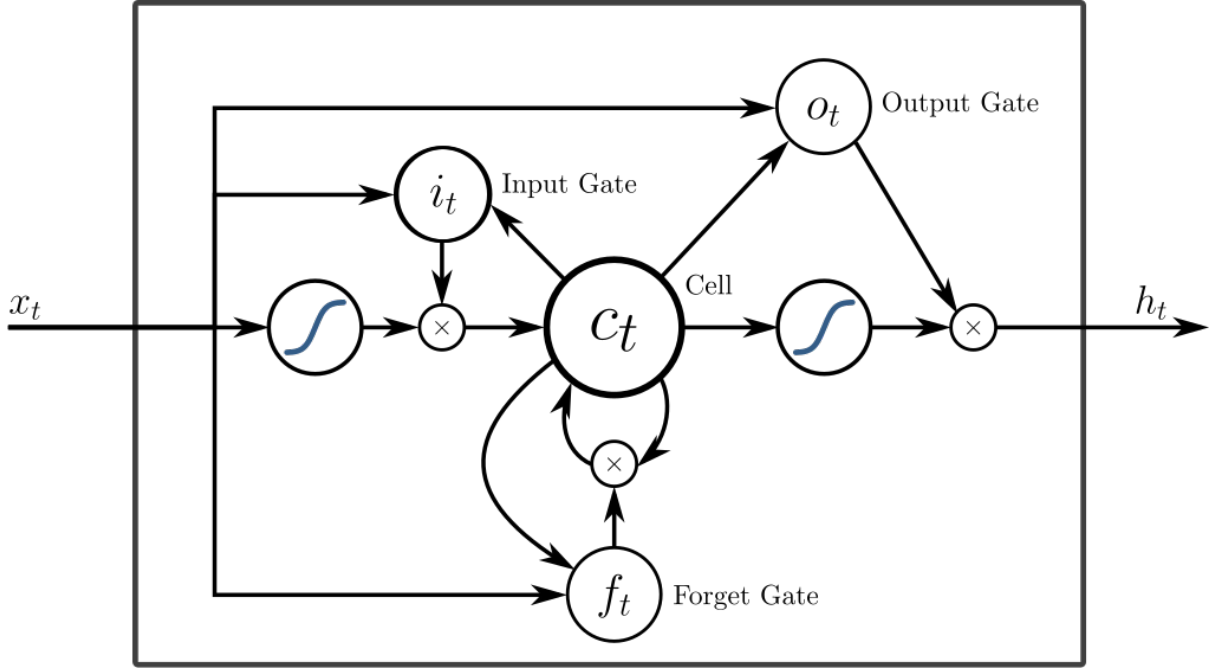 o_t Output Gate
i_t Input Gate
x_t
c_t Cell
h_t
×
×
×
f_t Forget Gate